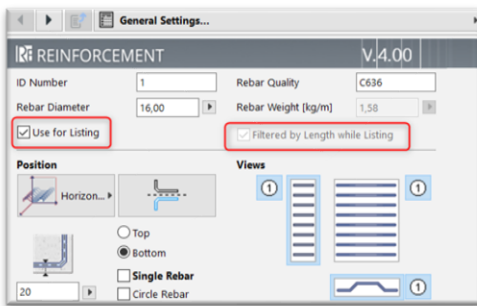 General Settings...
Ri REINFORCEMENT V.4.00
ID Number 1 Rebar Quality C636
Rebar Diameter 16,00 Rebar Weight [kg/m] 1,58
Use for Listing Filtered by Length while Listing
Position Views
Horizon... 1 1
Top
Bottom
Single Rebar
20 Circle Rebar 1